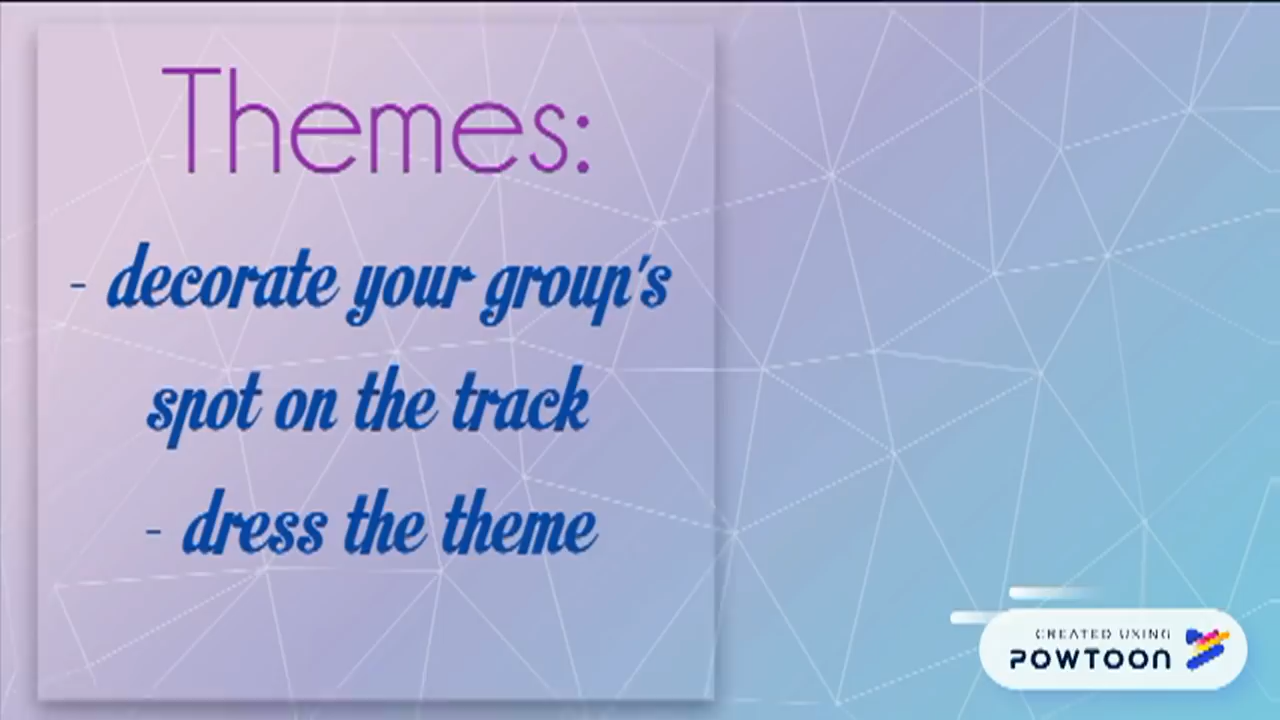 Themes:
- decorate your group's
spot on the track
- dress the theme
CREATED USING
POWTOON